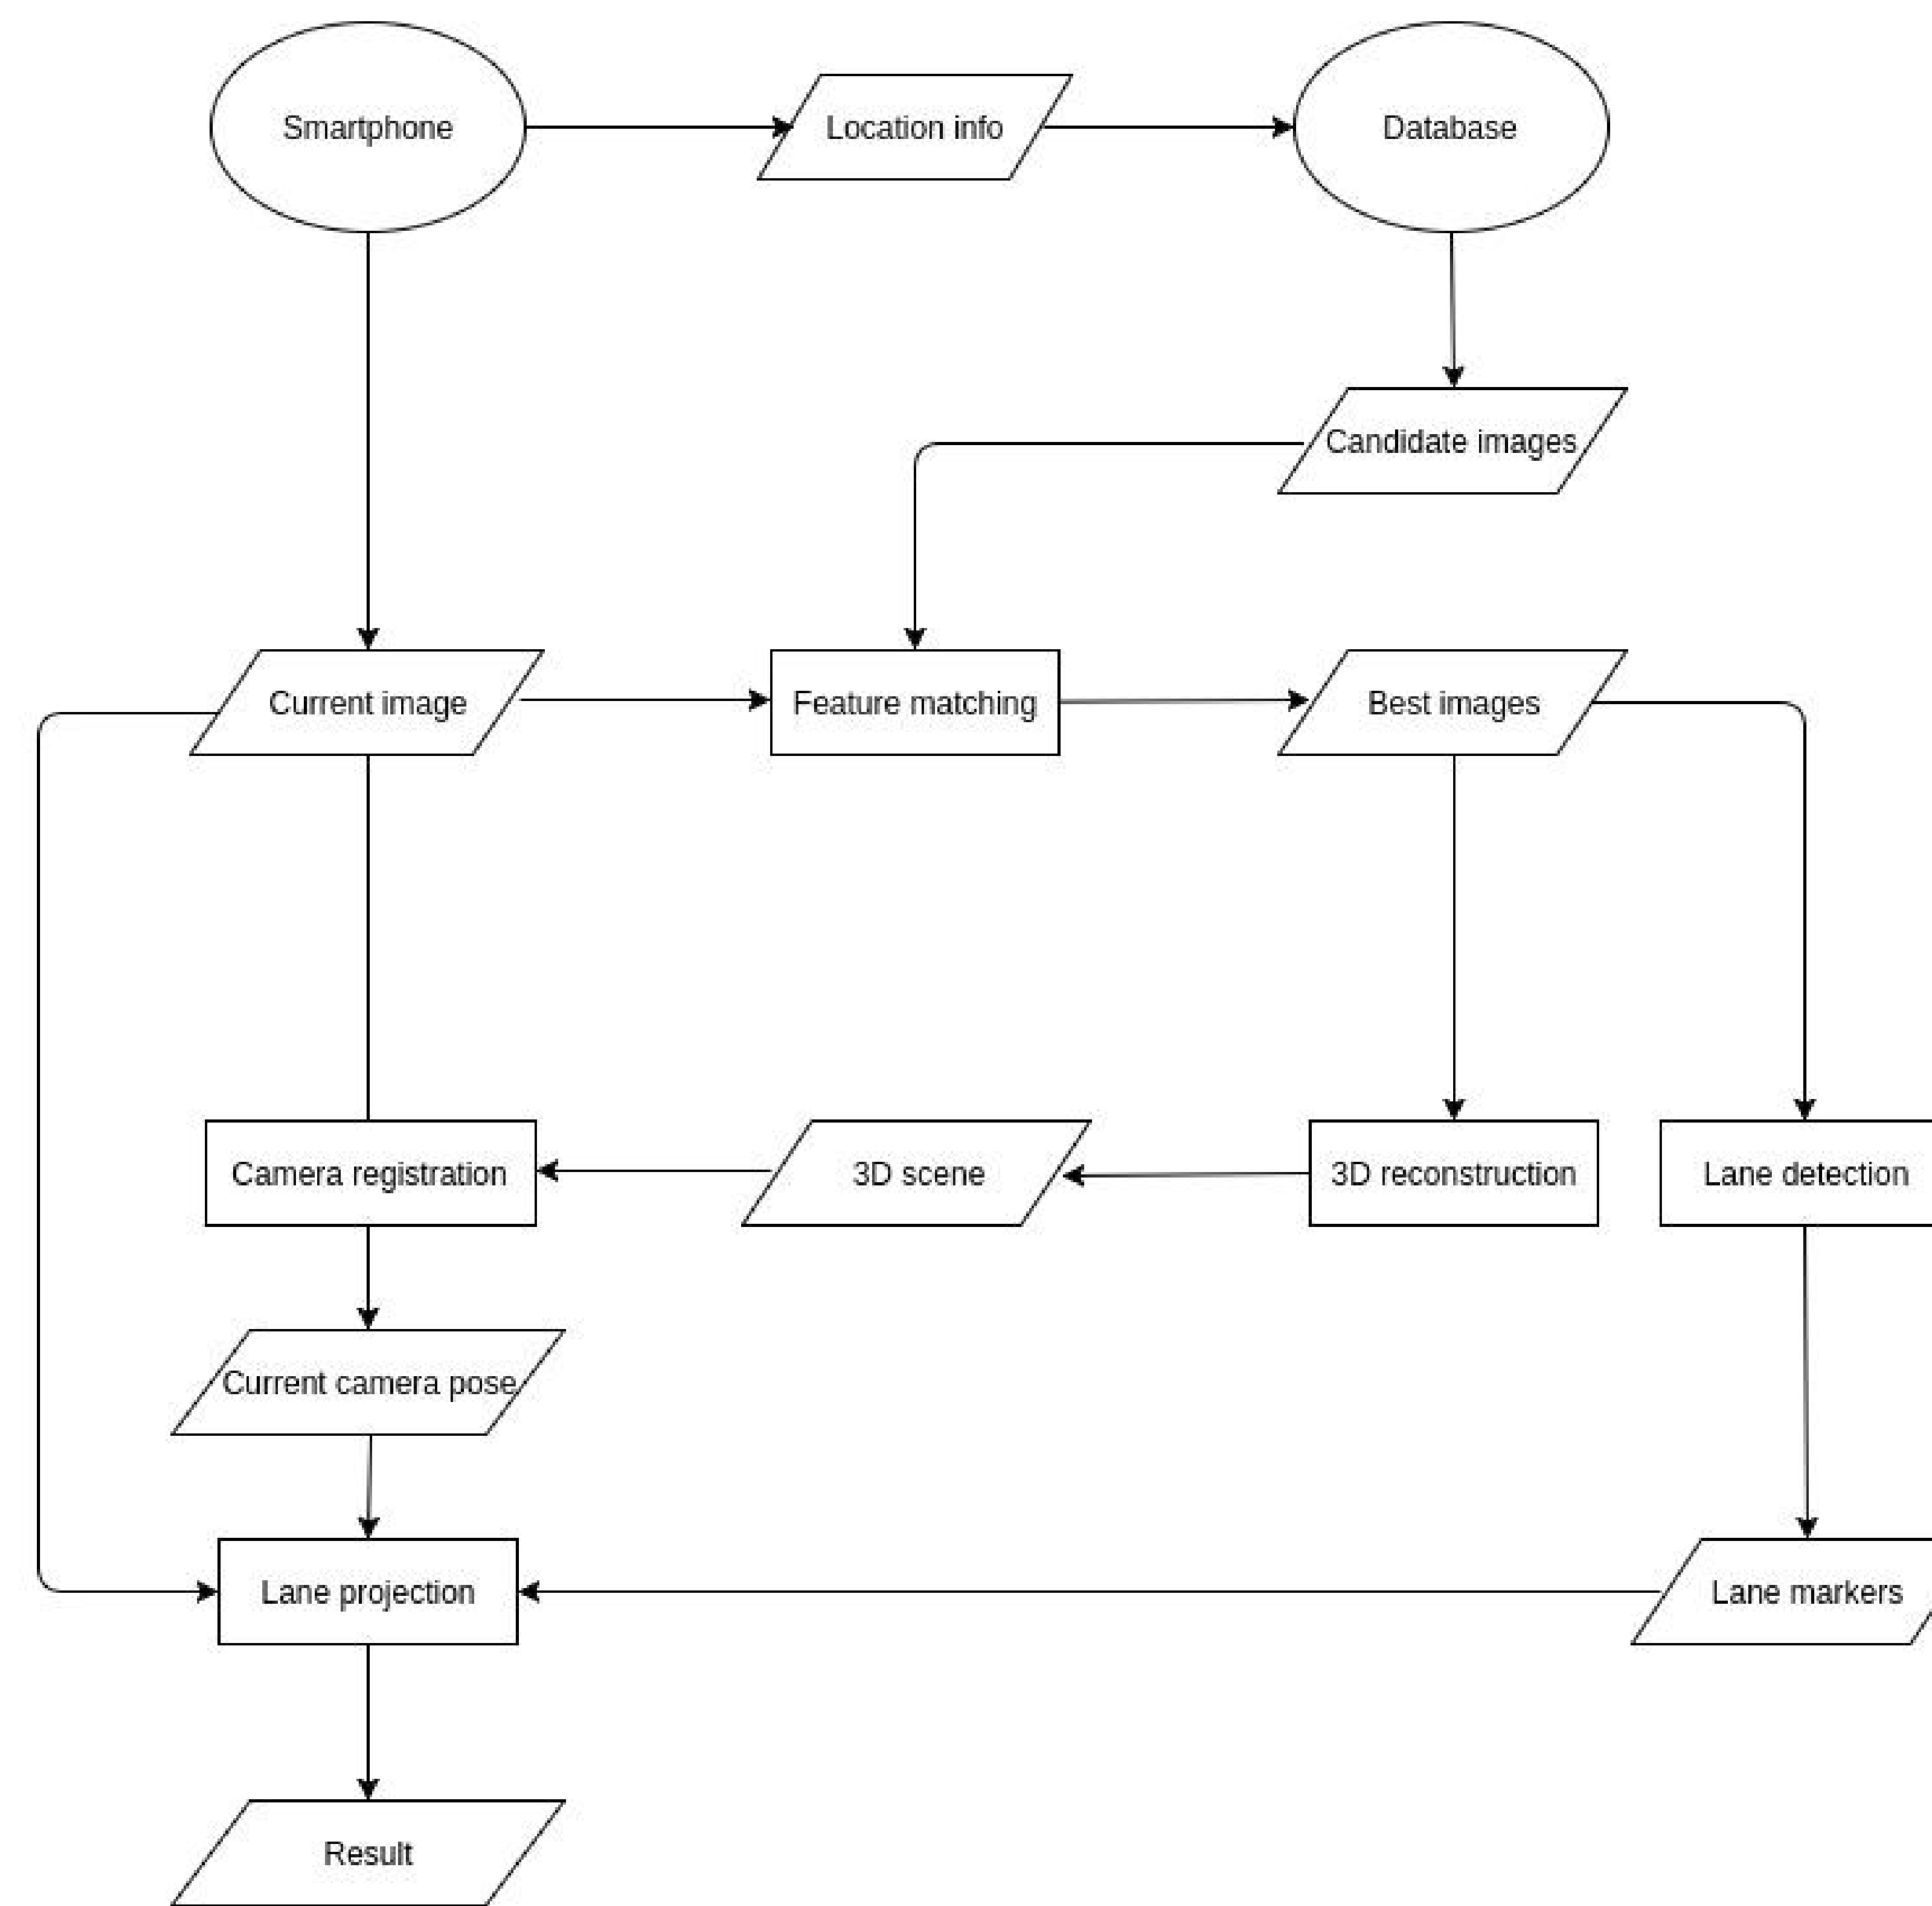 Smartphone
Location info
Database
Candidate images
Current image
Feature matching
Best images
Camera registration
3D scene
3D reconstruction
Lane detection
Current camera pose
Lane projection
Lane markers
Result